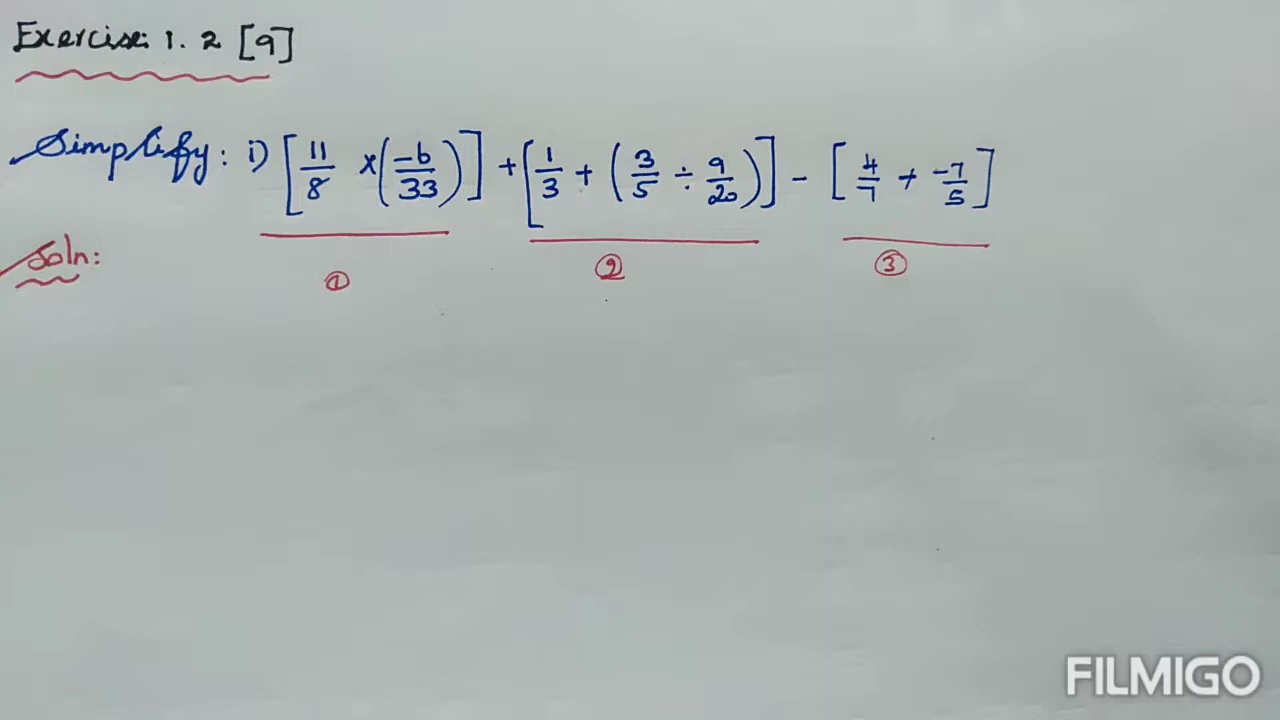 Exercise: 1. 2 [9]
Simplify: i) [11/8 × (-6/33)] + [1/3 + (3/5 ÷ 9/20)] - [4/7 + -7/5]
Soln:
① ② ③
FILMIGO